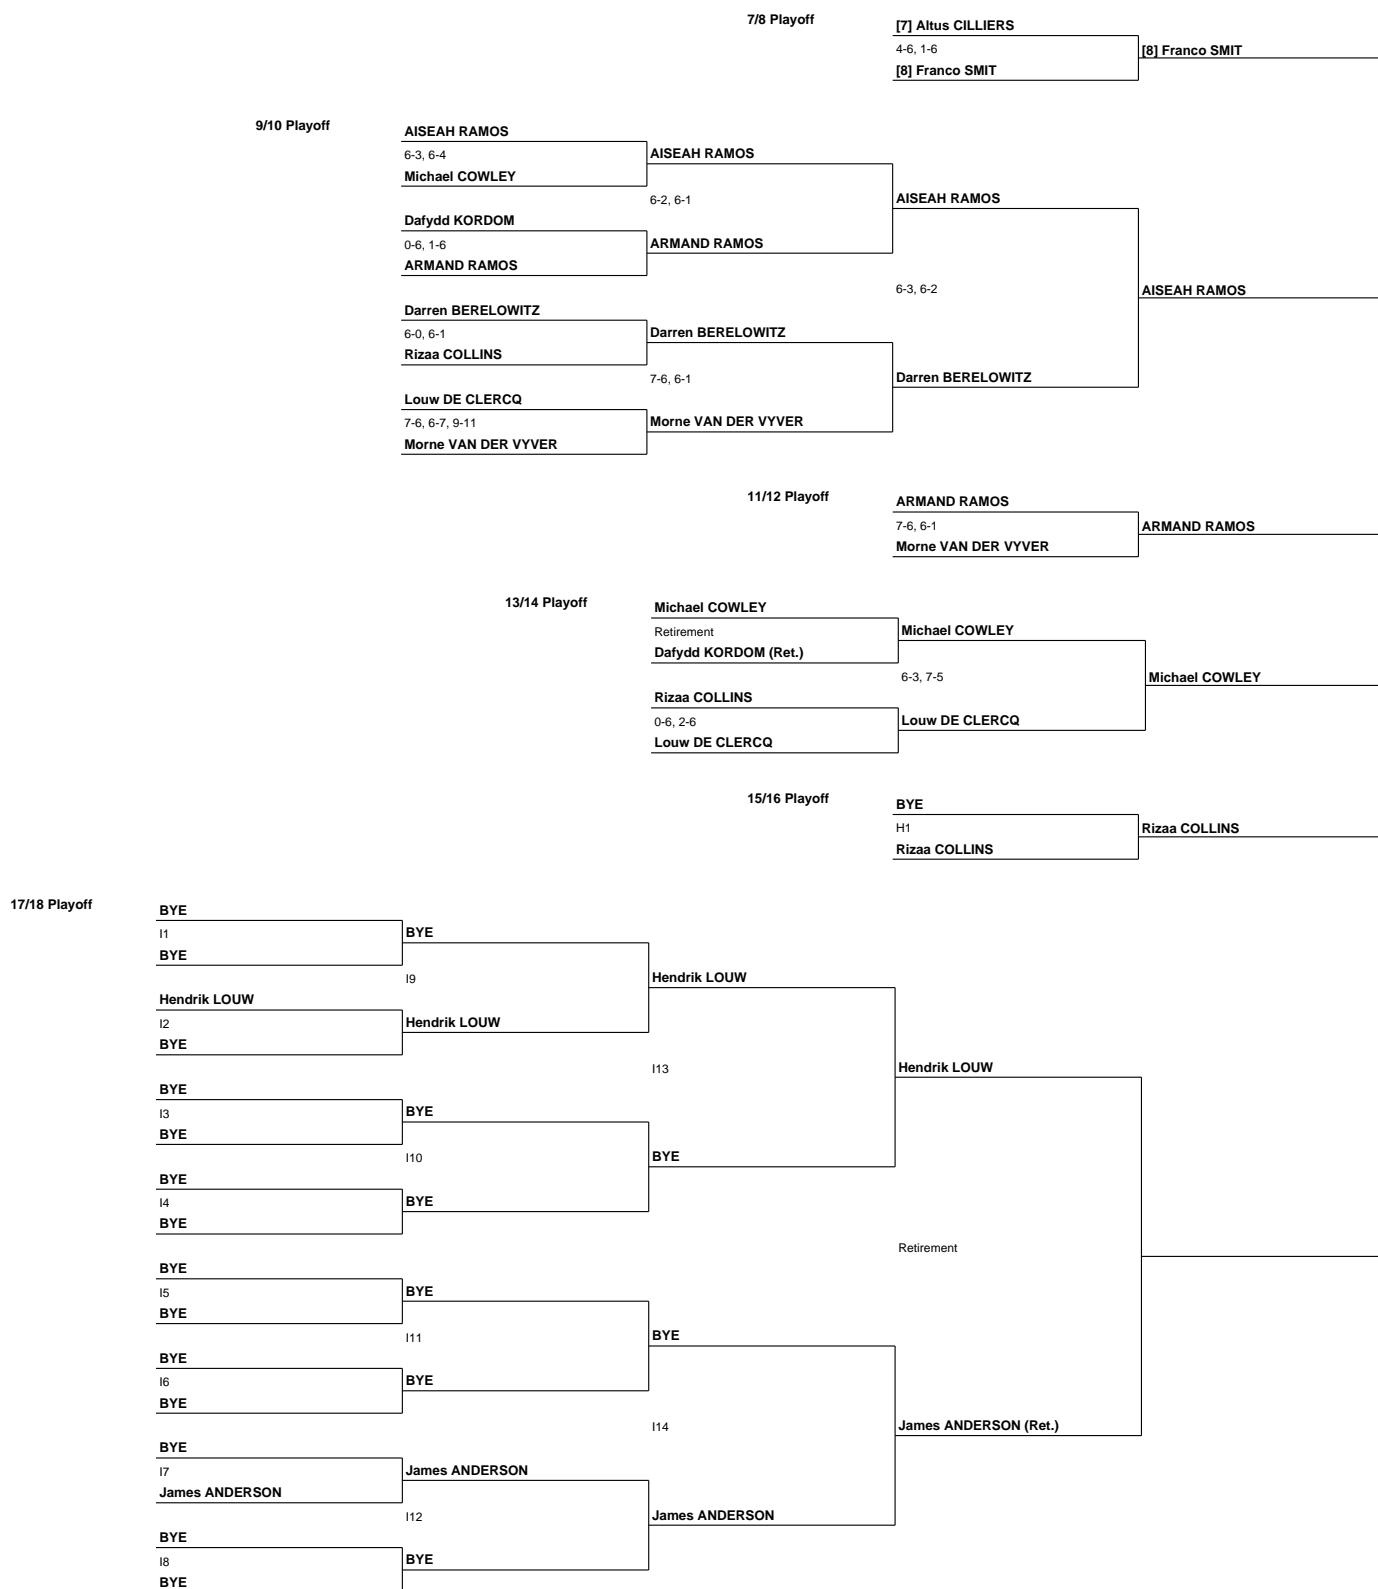 7/8 Playoff
[7] Altus CILLIERS
4-6, 1-6
[8] Franco SMIT
[8] Franco SMIT
9/10 Playoff
AISEAH RAMOS
6-3, 6-4
AISEAH RAMOS
Michael COWLEY
6-2, 6-1
AISEAH RAMOS
Dafydd KORDOM
0-6, 1-6
ARMAND RAMOS
ARMAND RAMOS
6-3, 6-2
AISEAH RAMOS
Darren BERELOWITZ
6-0, 6-1
Darren BERELOWITZ
Rizaa COLLINS
7-6, 6-1
Darren BERELOWITZ
Louw DE CLERCQ
7-6, 6-7, 9-11
Morne VAN DER VYVER
Morne VAN DER VYVER
11/12 Playoff
ARMAND RAMOS
7-6, 6-1
ARMAND RAMOS
Morne VAN DER VYVER
13/14 Playoff
Michael COWLEY
Retirement
Michael COWLEY
Dafydd KORDOM (Ret.)
6-3, 7-5
Michael COWLEY
Rizaa COLLINS
0-6, 2-6
Louw DE CLERCQ
Louw DE CLERCQ
15/16 Playoff
BYE
H1
Rizaa COLLINS
Rizaa COLLINS
17/18 Playoff
BYE
I1
BYE
BYE
I9
Hendrik LOUW
Hendrik LOUW
I2
Hendrik LOUW
BYE
I13
Hendrik LOUW
BYE
I3
BYE
BYE
I10
BYE
BYE
I4
BYE
BYE
Retirement
BYE
I5
BYE
BYE
I11
BYE
BYE
I6
BYE
BYE
I14
James ANDERSON (Ret.)
BYE
I7
James ANDERSON
James ANDERSON
I12
James ANDERSON
BYE
I8
BYE
BYE